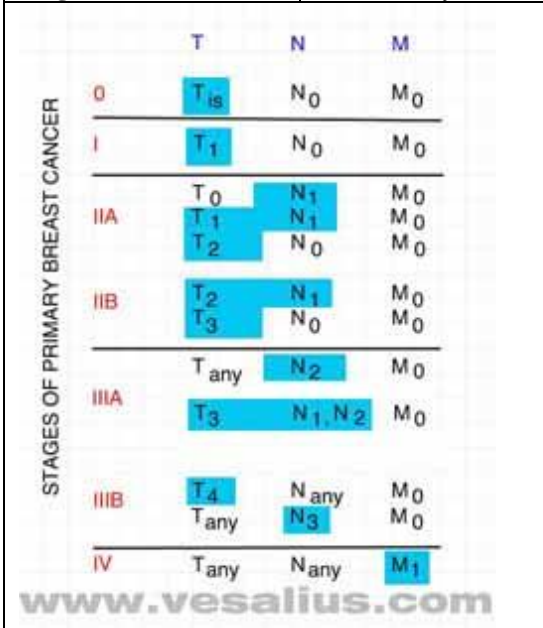 T N M
0 Tis N0 M0
I T1 N0 M0
IIA T0 N1 M0
T1 N1 M0
T2 N0 M0
IIB T2 N1 M0
T3 N0 M0
IIIA Tany N2 M0
T3 N1, N2 M0
IIIB T4 Nany M0
Tany N3 M0
IV Tany Nany M1
STAGES OF PRIMARY BREAST CANCER
www.vesalius.com